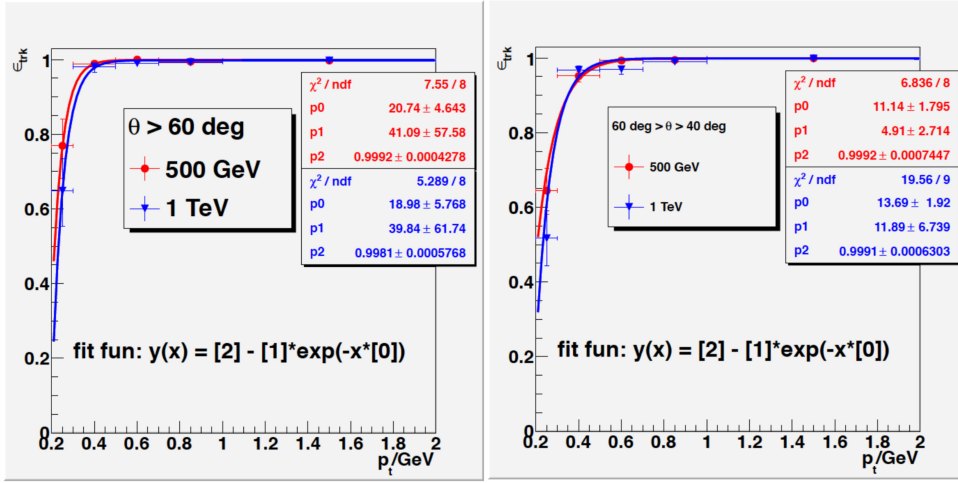 ϵtrk
1
0.8
0.6
0.4
0.2
0
0.2 0.4 0.6 0.8 1 1.2 1.4 1.6 1.8 2
pt/GeV
θ > 60 deg
500 GeV
1 TeV
χ² / ndf 7.55 / 8
p0 20.74 ± 4.643
p1 41.09 ± 57.58
p2 0.9992 ± 0.0004278
χ² / ndf 5.289 / 8
p0 18.98 ± 5.768
p1 39.84 ± 61.74
p2 0.9981 ± 0.0005768
fit fun: y(x) = [2] - [1]*exp(-x*[0])
ϵtrk
1
0.8
0.6
0.4
0.2
0
0.2 0.4 0.6 0.8 1 1.2 1.4 1.6 1.8 2
pt/GeV
60 deg > θ > 40 deg
500 GeV
1 TeV
χ² / ndf 6.836 / 8
p0 11.14 ± 1.795
p1 4.91 ± 2.714
p2 0.9992 ± 0.0007447
χ² / ndf 19.56 / 9
p0 13.69 ± 1.92
p1 11.89 ± 6.739
p2 0.9991 ± 0.0006303
fit fun: y(x) = [2] - [1]*exp(-x*[0])